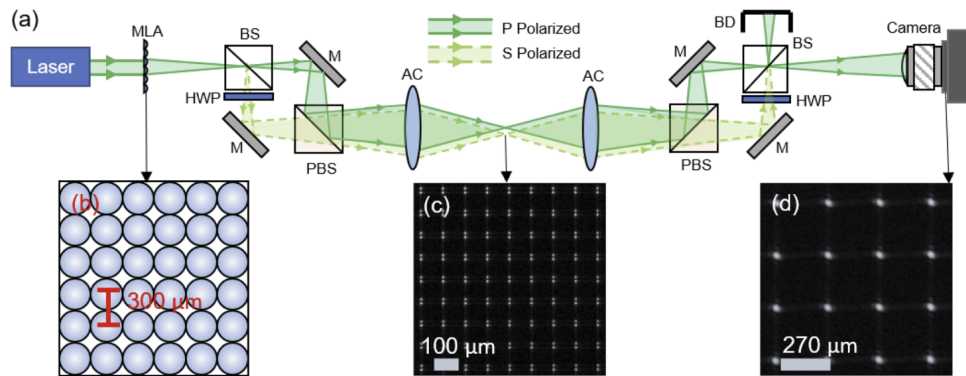 (a)
MLA
BS
P Polarized
S Polarized
BD
BS
Camera
Laser
M
AC
AC
M
HWP
HWP
M
PBS
PBS
M
(b)
300 μm
(c)
100 μm
(d)
270 μm